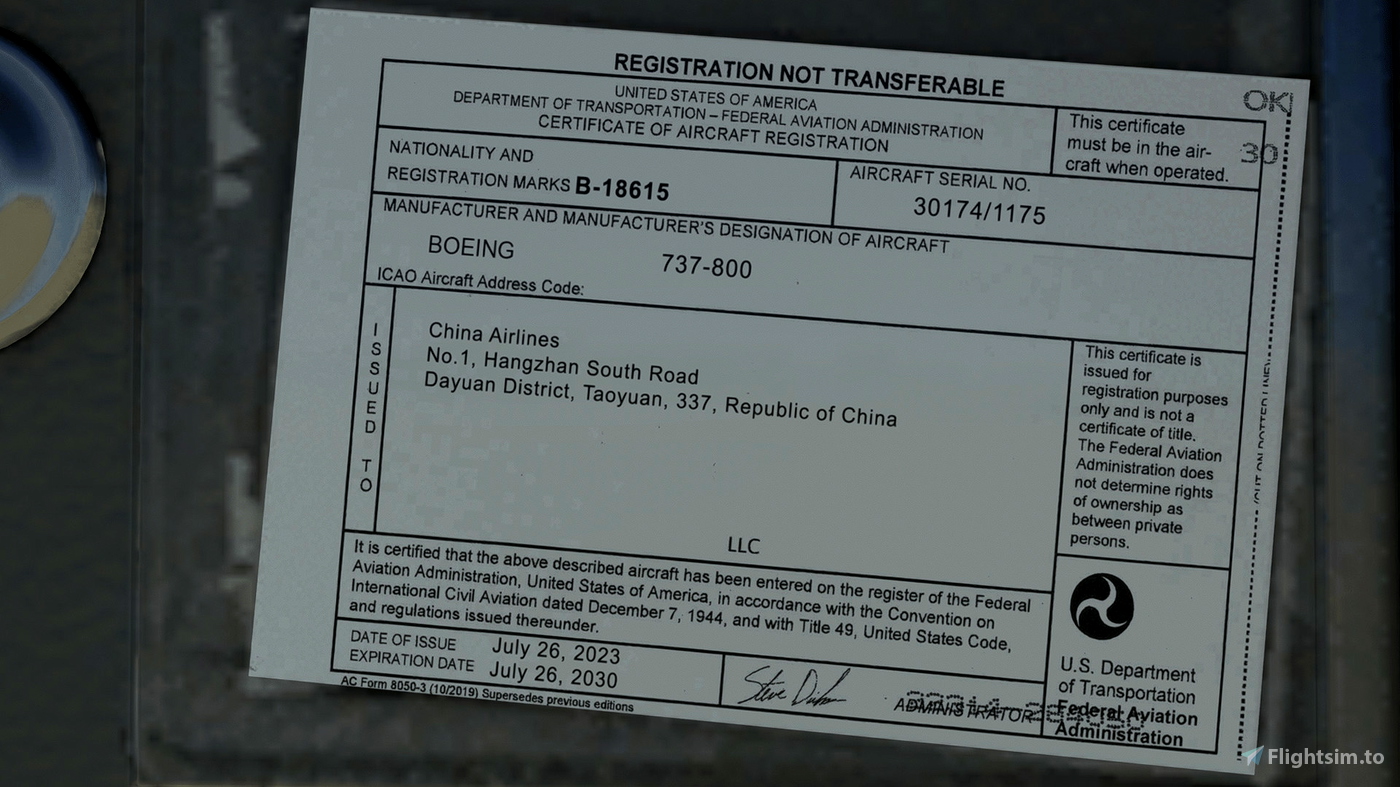 REGISTRATION NOT TRANSFERABLE
UNITED STATES OF AMERICA
DEPARTMENT OF TRANSPORTATION – FEDERAL AVIATION ADMINISTRATION
CERTIFICATE OF AIRCRAFT REGISTRATION
This certificate
must be in the air-
craft when operated.
OK
30
NATIONALITY AND
REGISTRATION MARKS B-18615
AIRCRAFT SERIAL NO.
30174/1175
MANUFACTURER AND MANUFACTURER'S DESIGNATION OF AIRCRAFT
BOEING 737-800
ICAO Aircraft Address Code:
ISSUED TO
China Airlines
No.1, Hangzhan South Road
Dayuan District, Taoyuan, 337, Republic of China
LLC
This certificate is
issued for
registration purposes
only and is not a
certificate of title.
The Federal Aviation
Administration does
not determine rights
of ownership as
between private
persons.
It is certified that the above described aircraft has been entered on the register of the Federal
Aviation Administration, United States of America, in accordance with the Convention on
International Civil Aviation dated December 7, 1944, and with Title 49, United States Code,
and regulations issued thereunder.
DATE OF ISSUE July 26, 2023
EXPIRATION DATE July 26, 2030
Steve
ADMINISTRATOR
U.S. Department
of Transportation
Federal Aviation
Administration
AC Form 8050-3 (10/2019) Supersedes previous editions
Flightsim.to